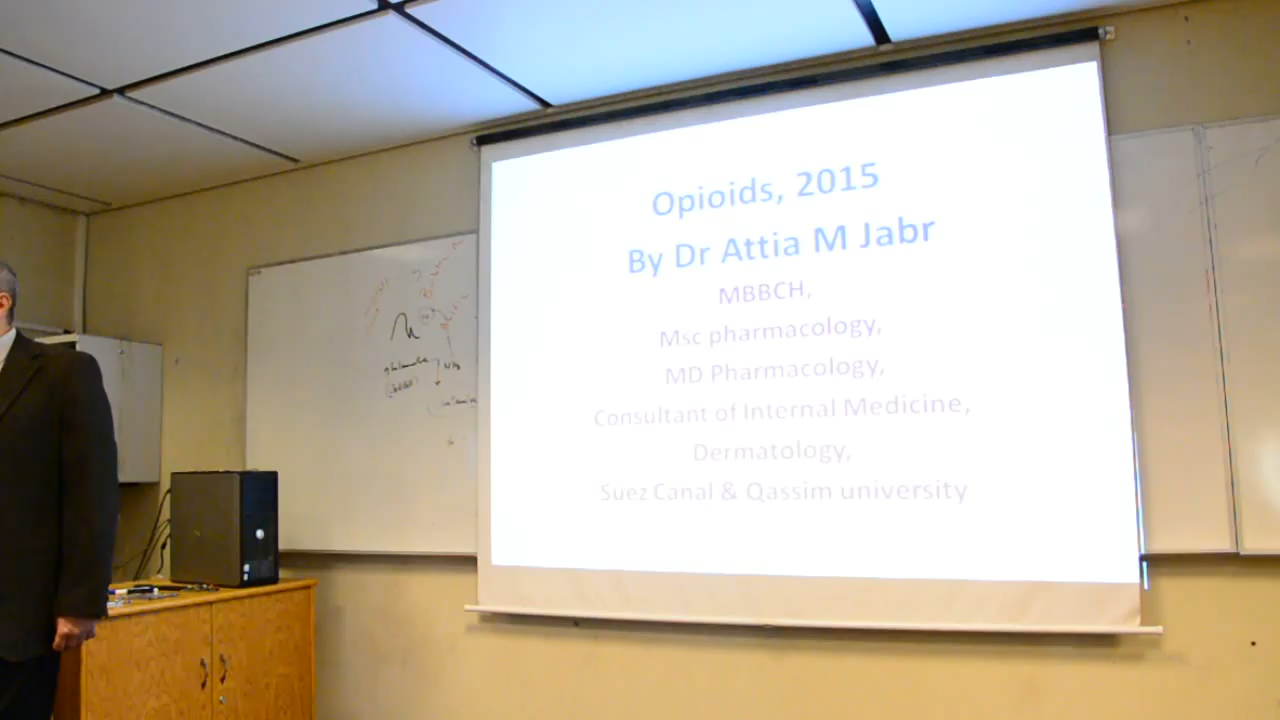 Opioids, 2015
By Dr Attia M Jabr
MBBCH,
Msc pharmacology,
MD Pharmacology,
Consultant of Internal Medicine,
Dermatology,
Suez Canal & Qassim university